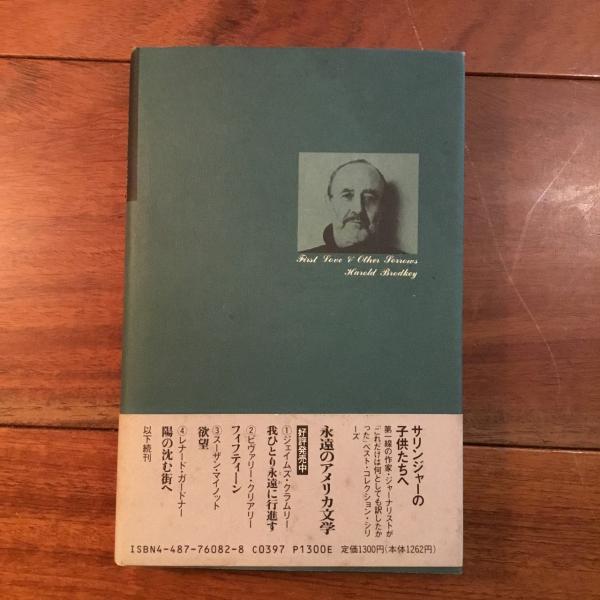 First Love & Other Sorrows
Harold Brodkey
サリンジャーの
子供たちへ
第一線の作家・ジャーナリストが
「これだけは何としても訳したか
った」ベスト・コレクション・シリ
ーズ
永遠のアメリカ文学
好評発売中
①ジェイムズ・クラムリー
我ひとり永遠に行進す
②ビヴァリー・クリアリー
フィフティーン
③スーザン・マイノット
欲望
④レナード・ガードナー
陽の沈む街へ
以下続刊
ISBN4-487-76082-8 C0397 P1300E 定価1300円(本体1262円)